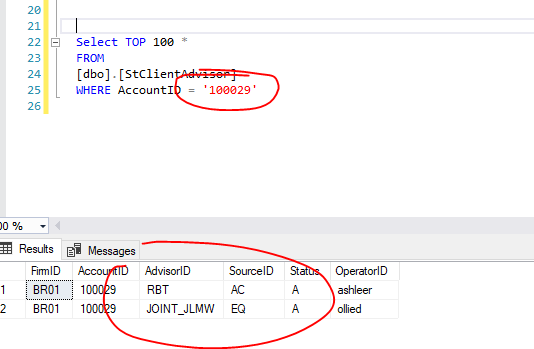 20
21
22 Select TOP 100 *
23 FROM
24 [dbo].[StClientAdvisor]
25 WHERE AccountID = '100029'
26
00 %
Results Messages
FirmID AccountID AdvisorID SourceID Status OperatorID
1 BR01 100029 RBT AC A ashleer
2 BR01 100029 JOINT_JLMW EQ A ollied